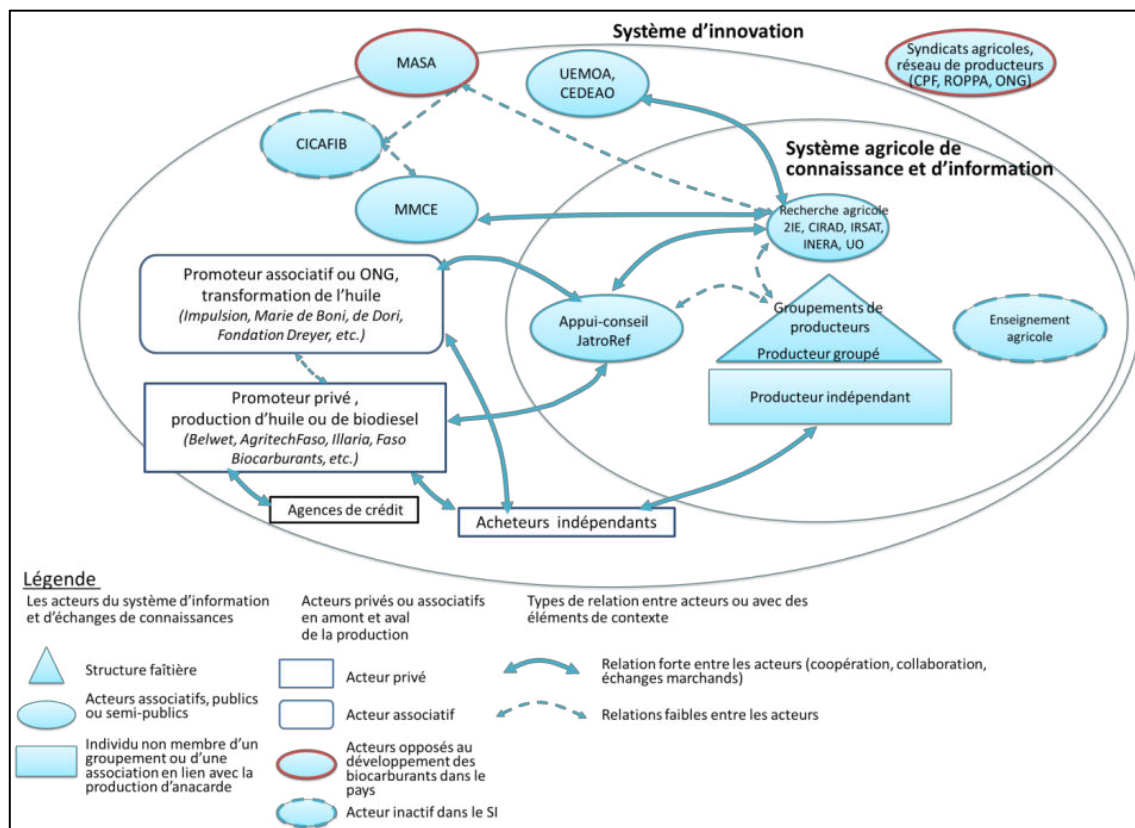 Système d'innovation
MASA
UEMOA,
CEDEAO
Syndicats agricoles,
réseau de producteurs
(CPF, ROPPA, ONG)
CICAFIB
Système agricole de
connaissance et d'information
MMCE
Recherche agricole
2IE, CIRAD, IRSAT,
INERA, UO
Promoteur associatif ou ONG,
transformation de l'huile
(Impulsion, Marie de Boni, de Dori,
Fondation Dreyer, etc.)
Appui-conseil
JatroRef
Groupements de
producteurs
Producteur groupé
Enseignement
agricole
Promoteur privé ,
production d'huile ou de biodiesel
(Belwet, AgritechFaso, Illaria, Faso
Biocarburants, etc.)
Producteur indépendant
Agences de crédit
Acheteurs indépendants
Légende
Les acteurs du système d'information
et d'échanges de connaissances
Structure faîtière
Acteurs associatifs, publics
ou semi-publics
Individu non membre d'un
groupement ou d'une
association en lien avec la
production d'anacarde
Acteurs privés ou associatifs
en amont et aval
de la production
Acteur privé
Acteur associatif
Acteurs opposés au
développement des
biocarburants dans le
pays
Acteur inactif dans le SI
Types de relation entre acteurs ou avec des
éléments de contexte
Relation forte entre les acteurs (coopération, collaboration,
échanges marchands)
Relations faibles entre les acteurs